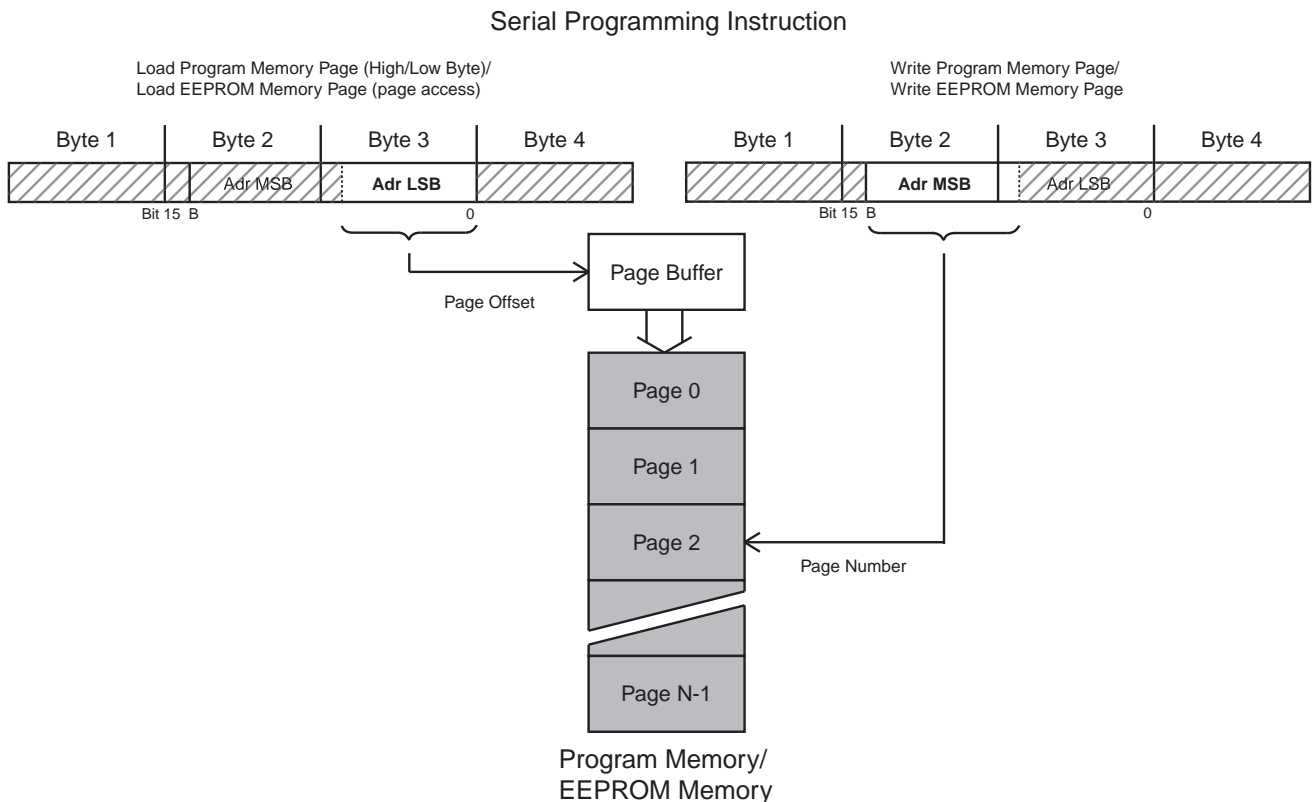 Serial Programming Instruction
Load Program Memory Page (High/Low Byte)/
Load EEPROM Memory Page (page access)
Write Program Memory Page/
Write EEPROM Memory Page
Byte 1 Byte 2 Byte 3 Byte 4
Byte 1 Byte 2 Byte 3 Byte 4
Adr MSB Adr LSB
Adr MSB Adr LSB
Bit 15 B 0
Bit 15 B 0
Page Buffer
Page Offset
Page 0
Page 1
Page 2
Page Number
Page N-1
Program Memory/
EEPROM Memory